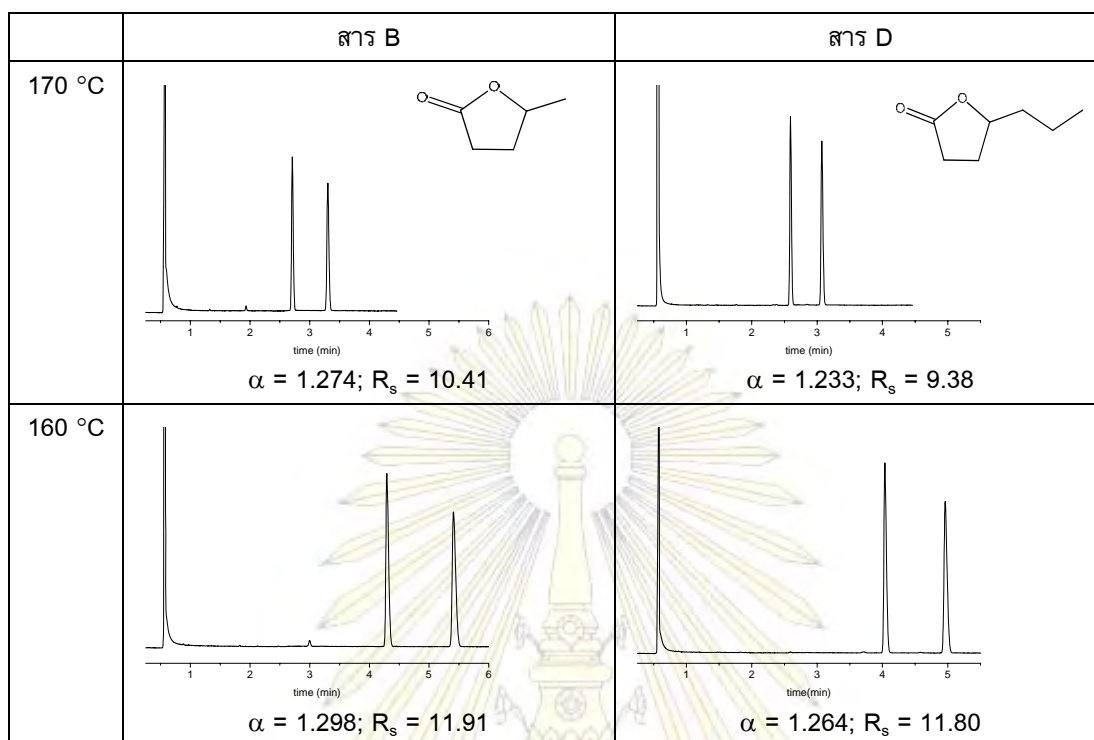 สาร B
สาร D
170 °C
O
O
1 2 3 4 5 6
time (min)
α = 1.274; Rs = 10.41
O
O
1 2 3 4 5
time (min)
α = 1.233; Rs = 9.38
160 °C
1 2 3 4 5 6
time (min)
α = 1.298; Rs = 11.91
1 2 3 4 5
time(min)
α = 1.264; Rs = 11.80